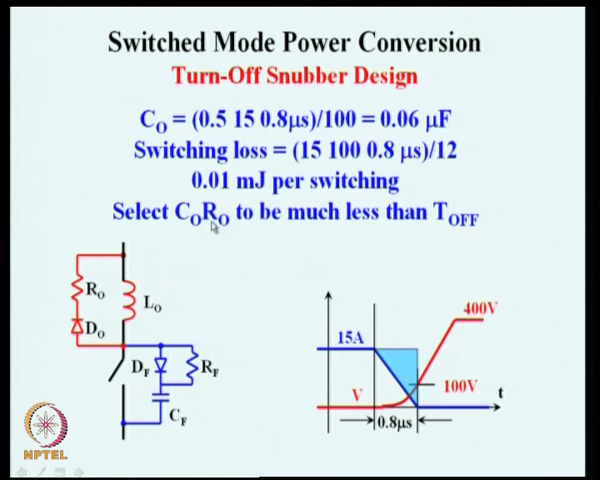 Switched Mode Power Conversion
Turn-Off Snubber Design
C_O = (0.5 15 0.8μs)/100 = 0.06 μF
Switching loss = (15 100 0.8 μs)/12
0.01 mJ per switching
Select C_OR_O to be much less than T_OFF
R_o
L_o
D_o
D_F
R_F
C_F
400V
15A
100V
V
t
0.8μs
NPTEL